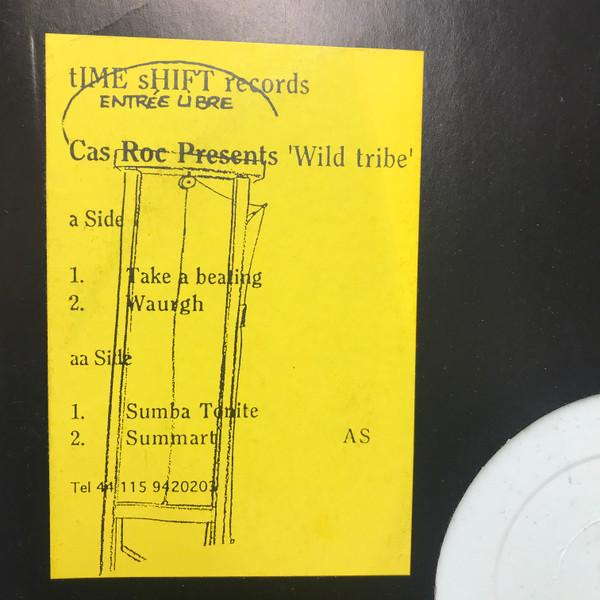 tIME sHIFT records
ENTRÉE LIBRE
Cas Roc Presents 'Wild tribe'
a Side
1. Take a beating
2. Waurgh
aa Side
1. Sumba Tonite
2. Summart AS
Tel 44 115 9420203